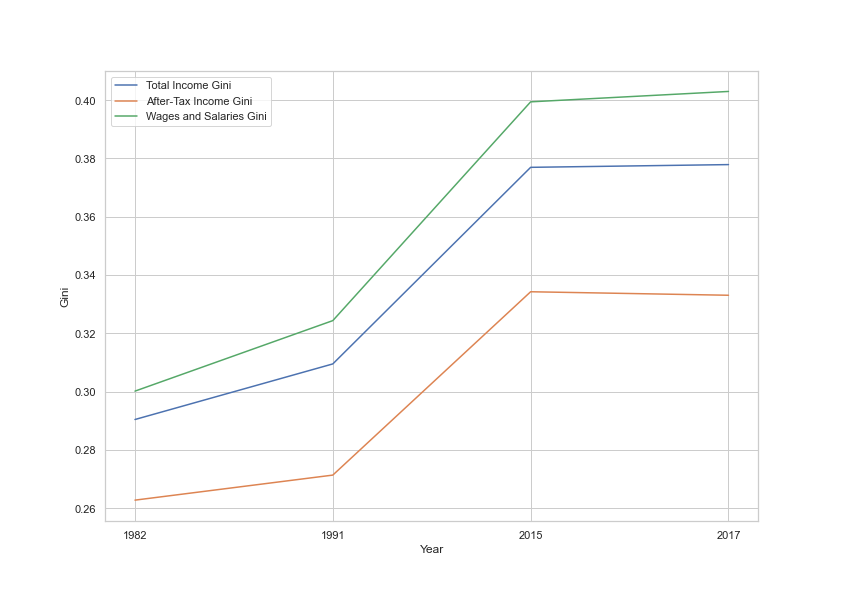 Total Income Gini
After-Tax Income Gini
Wages and Salaries Gini
0.40
0.38
0.36
0.34
0.32
0.30
0.28
0.26
Gini
1982 1991 2015 2017
Year